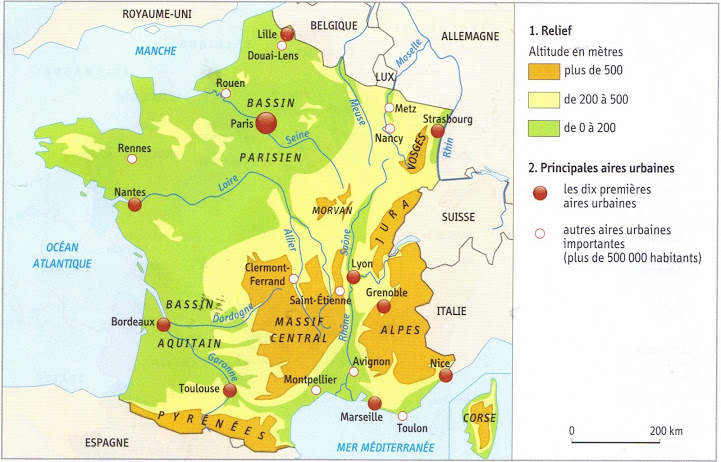 ROYAUME-UNI
BELGIQUE
ALLEMAGNE
MANCHE
Lille
Douai-Lens
LUX.
Moselle
Rouen
BASSIN
Meuse
Metz
Strasbourg
Paris
Seine
Nancy
Rennes
PARISIEN
VOSGES
Rhin
Nantes
Loire
MORVAN
JURA
SUISSE
OCÉAN
ATLANTIQUE
Allier
Saône
Clermont-
Ferrand
Lyon
BASSIN
Saint-Étienne
Grenoble
Dordogne
ITALIE
Bordeaux
MASSIF
CENTRAL
Rhône
ALPES
AQUITAIN
Garonne
Avignon
Nice
Toulouse
Montpellier
Marseille
Toulon
CORSE
PYRÉNÉES
ESPAGNE
MER MÉDITERRANÉE
1. Relief
Altitude en mètres
plus de 500
de 200 à 500
de 0 à 200
2. Principales aires urbaines
les dix premières
aires urbaines
autres aires urbaines
importantes
(plus de 500 000 habitants)
0
200 km